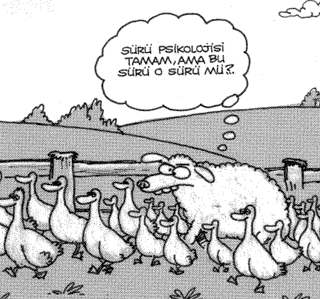 SÜRÜ PSİKOLOJİSİ
TAMAM, AMA BU
SÜRÜ O SÜRÜ MÜ?.